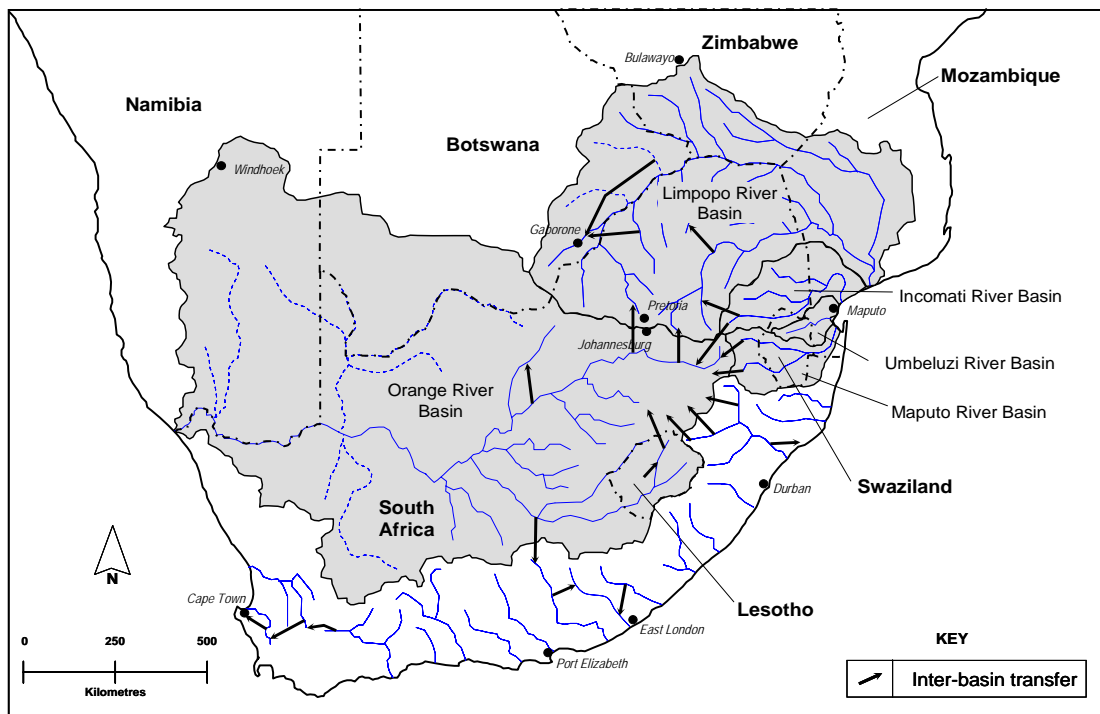 Zimbabwe
Bulawayo
Mozambique
Namibia
Botswana
Windhoek
Limpopo River
Basin
Gaborone
Incomati River Basin
Pretoria
Maputo
Johannesburg
Umbeluzi River Basin
Orange River
Basin
Maputo River Basin
Swaziland
Durban
South
Africa
N
Cape Town
Lesotho
East London
0 250 500
KEY
Port Elizabeth
Kilometres
Inter-basin transfer